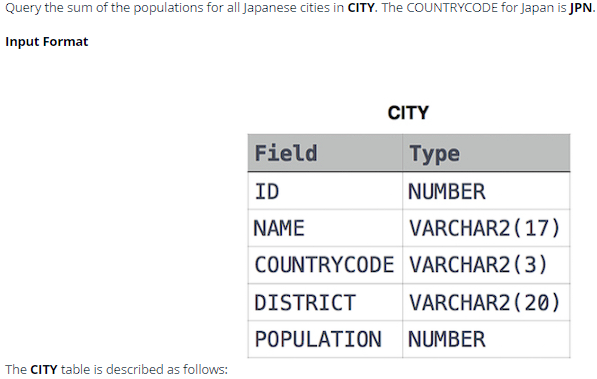 Query the sum of the populations for all Japanese cities in CITY. The COUNTRYCODE for Japan is JPN.
Input Format
CITY
Field Type
ID NUMBER
NAME VARCHAR2(17)
COUNTRYCODE VARCHAR2(3)
DISTRICT VARCHAR2(20)
POPULATION NUMBER
The CITY table is described as follows: